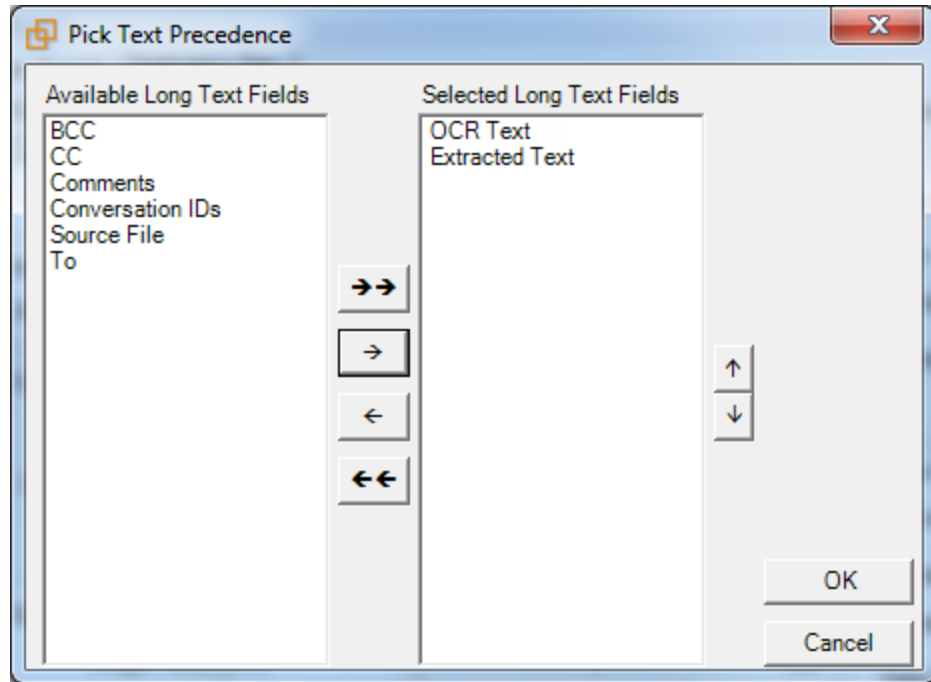 Pick Text Precedence
Available Long Text Fields
BCC
CC
Comments
Conversation IDs
Source File
To
Selected Long Text Fields
OCR Text
Extracted Text
OK
Cancel